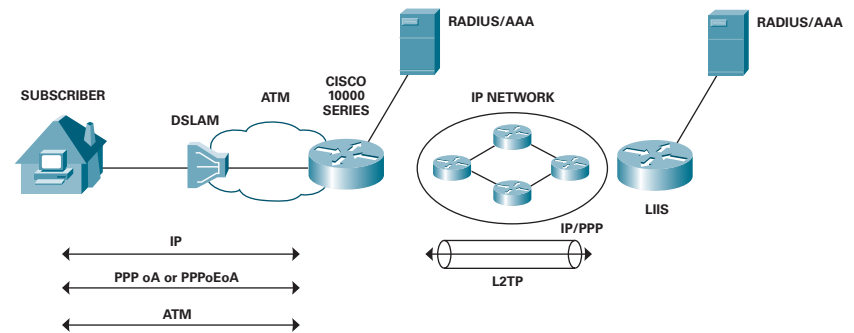 RADIUS/AAA
RADIUS/AAA
SUBSCRIBER
DSLAM
ATM
CISCO
10000
SERIES
IP NETWORK
LIIS
IP
IP/PPP
PPP oA or PPPoEoA
L2TP
ATM